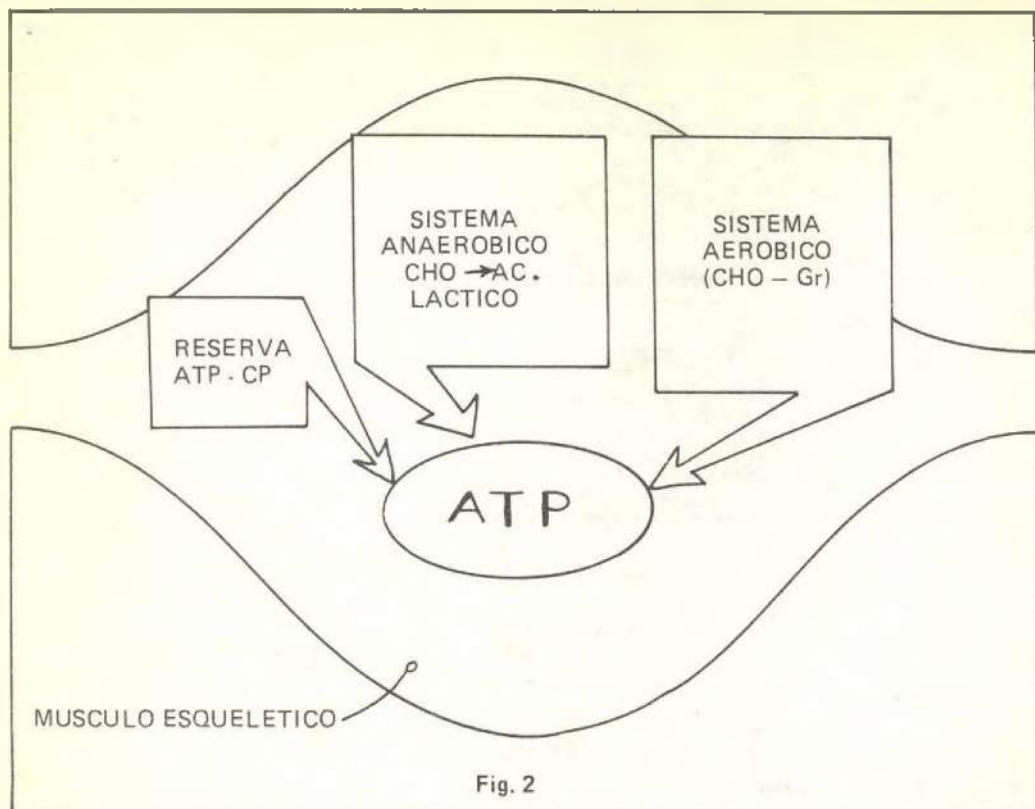 SISTEMA
ANAEROBICO
CHO → AC.
LACTICO
SISTEMA
AEROBICO
(CHO – Gr)
RESERVA
ATP - CP
ATP
MUSCULO ESQUELETICO
Fig. 2